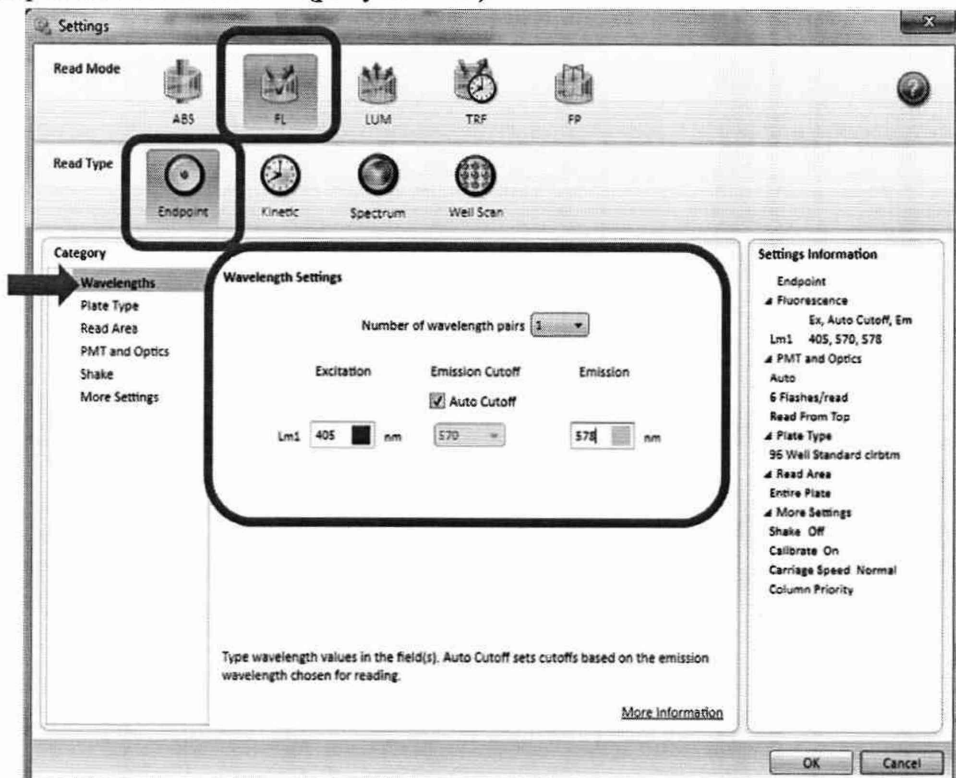 Settings
Read Mode
ABS
FL
LUM
TRF
FP
Read Type
Endpoint
Kinetic
Spectrum
Well Scan
Category
Wavelengths
Plate Type
Read Area
PMT and Optics
Shake
More Settings
Wavelength Settings
Number of wavelength pairs 1
Excitation Emission Cutoff Emission
Auto Cutoff
Lm1 405 nm 570 578 nm
Type wavelength values in the field(s). Auto Cutoff sets cutoffs based on the emission
wavelength chosen for reading.
More Information
Settings Information
Endpoint
Fluorescence
Ex, Auto Cutoff, Em
Lm1 405, 570, 578
PMT and Optics
Auto
6 Flashes/read
Read From Top
Plate Type
96 Well Standard clrbtm
Read Area
Entire Plate
More Settings
Shake Off
Calibrate On
Carriage Speed Normal
Column Priority
OK Cancel